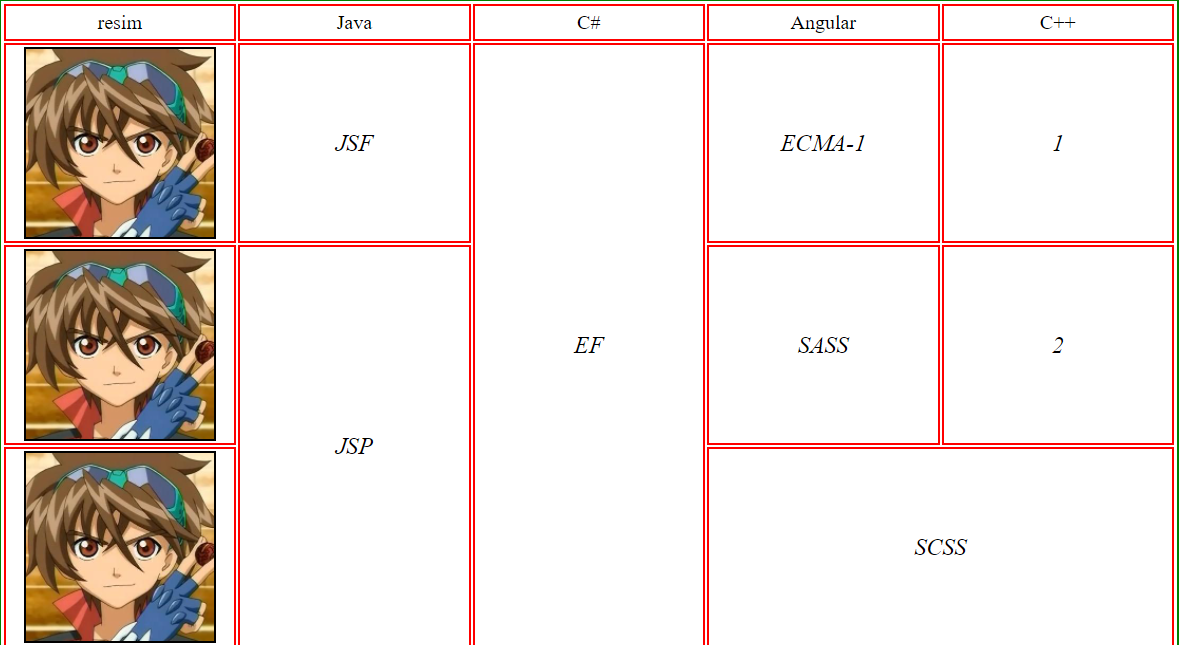 resim Java C# Angular C++
JSF ECMA-1 1
EF SASS 2
JSP
SCSS